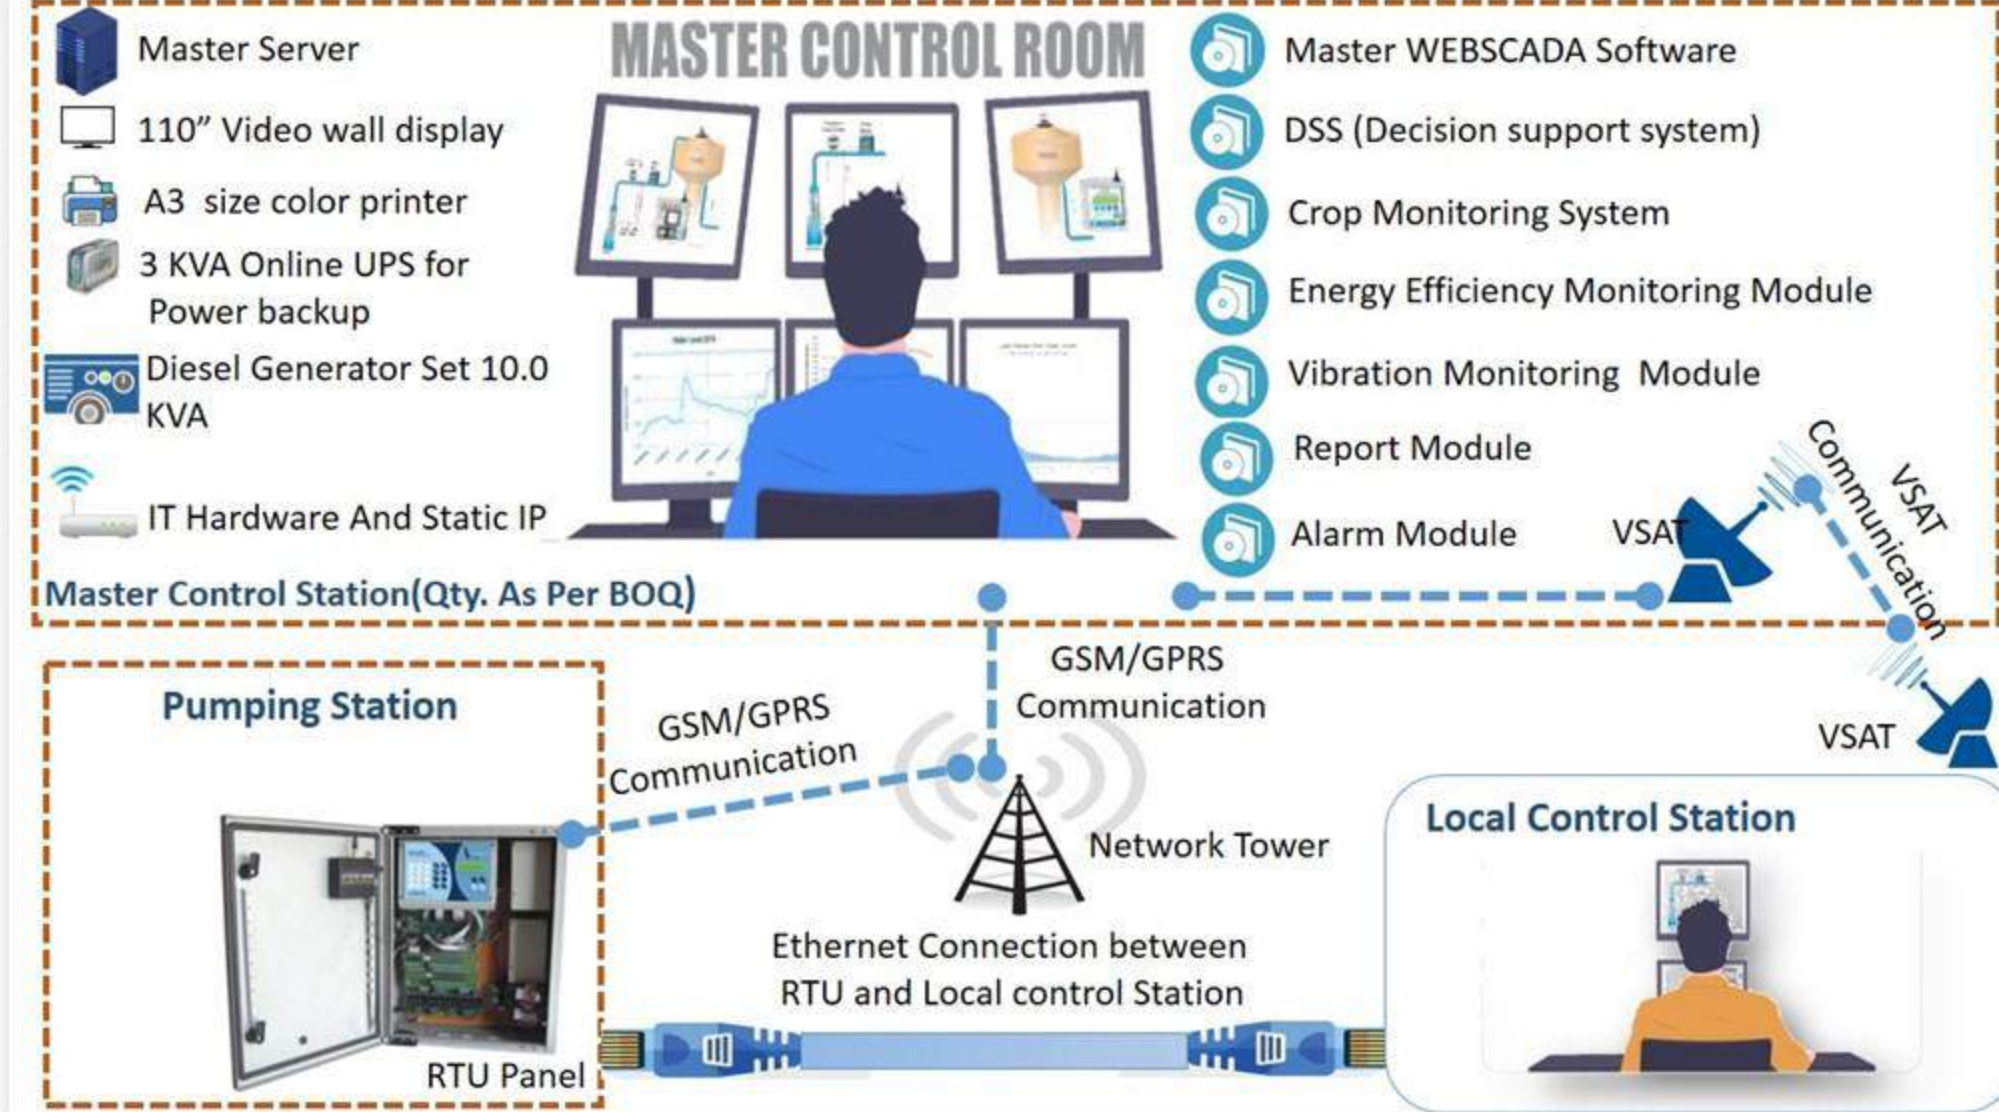 MASTER CONTROL ROOM
Master Server
110” Video wall display
A3 size color printer
3 KVA Online UPS for
Power backup
Diesel Generator Set 10.0
KVA
IT Hardware And Static IP
Master Control Station(Qty. As Per BOQ)
Master WEBSCADA Software
DSS (Decision support system)
Crop Monitoring System
Energy Efficiency Monitoring Module
Vibration Monitoring Module
Report Module
Alarm Module
VSAT
VSAT
Communication
VSAT
Pumping Station
GSM/GPRS
Communication
GSM/GPRS
Communication
Network Tower
Ethernet Connection between
RTU and Local control Station
RTU Panel
Local Control Station